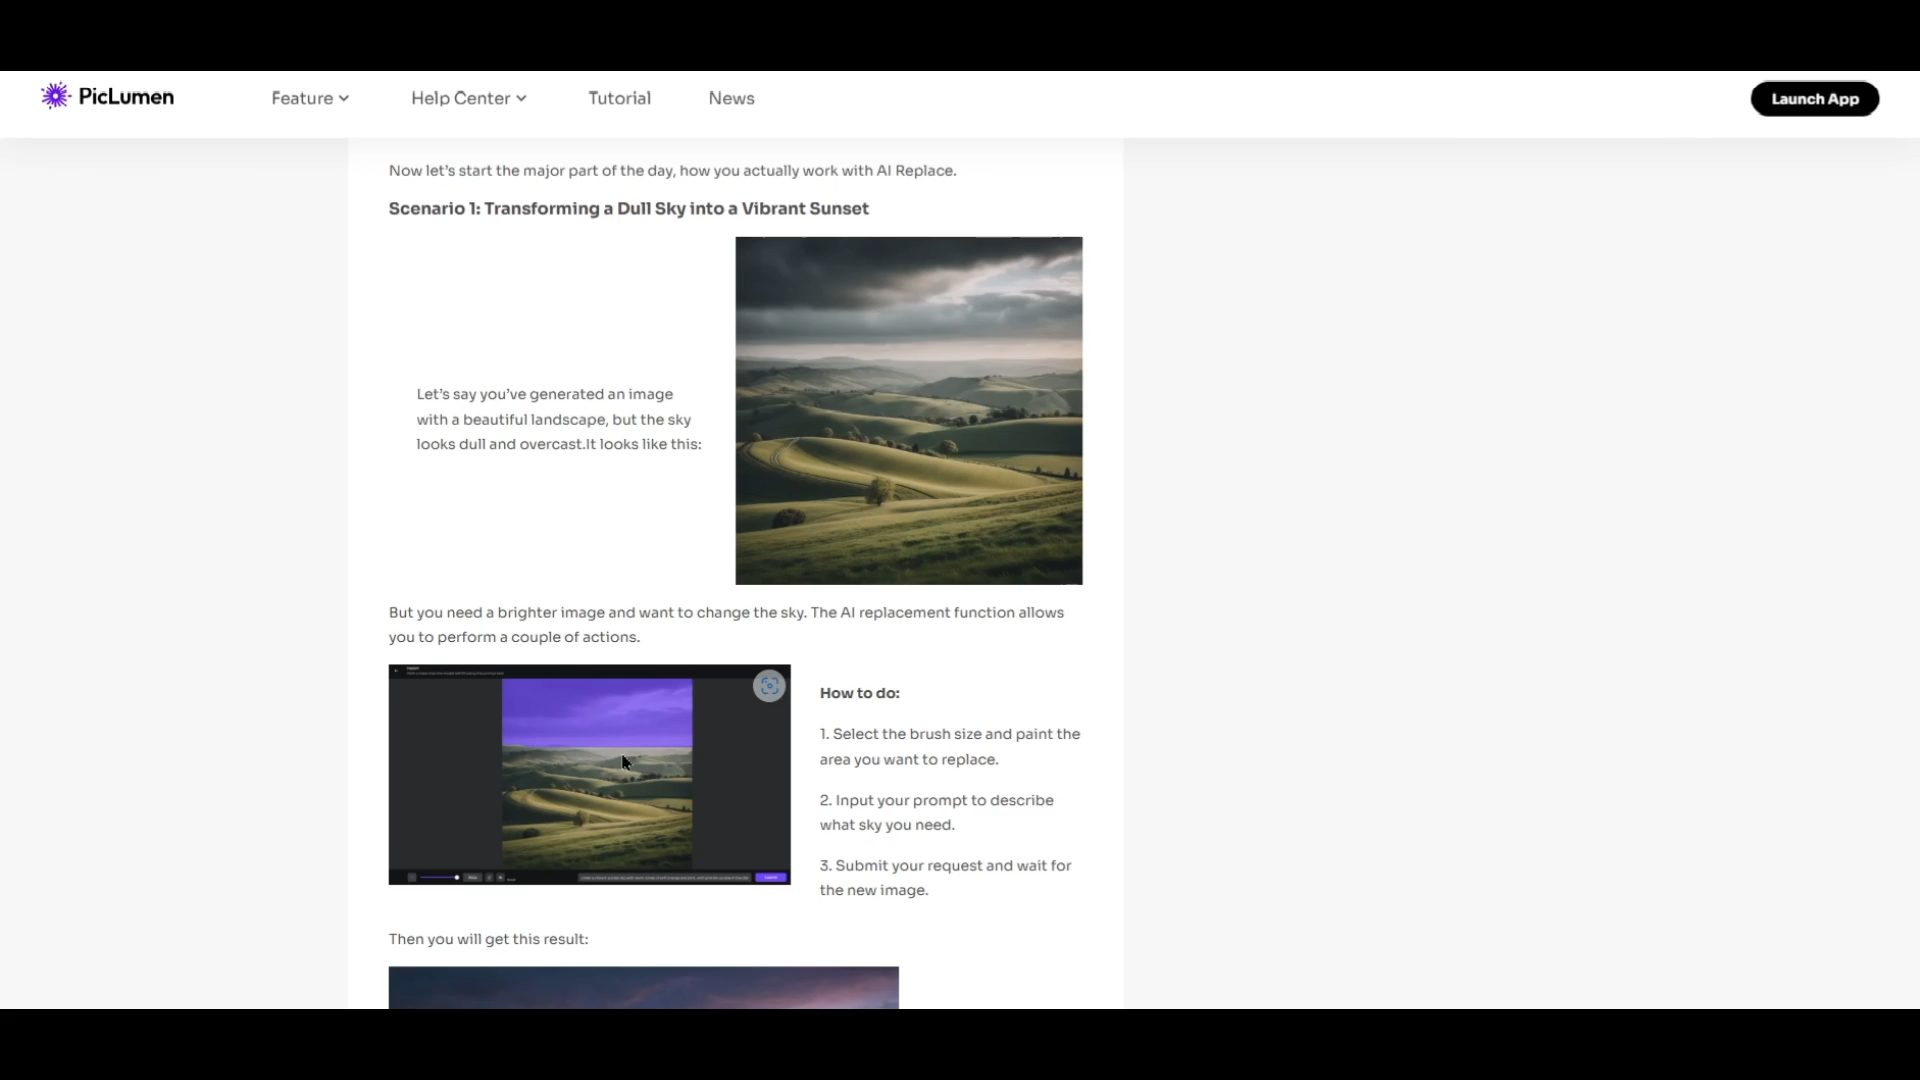 PicLumen
Feature
Help Center
Tutorial
News
Launch App
Now let's start the major part of the day, how you actually work with AI Replace.
Scenario 1: Transforming a Dull Sky into a Vibrant Sunset
Let's say you've generated an image
with a beautiful landscape, but the sky
looks dull and overcast.It looks like this:
But you need a brighter image and want to change the sky. The AI replacement function allows
you to perform a couple of actions.
How to do:
1. Select the brush size and paint the
area you want to replace.
2. Input your prompt to describe
what sky you need.
3. Submit your request and wait for
the new image.
Then you will get this result: